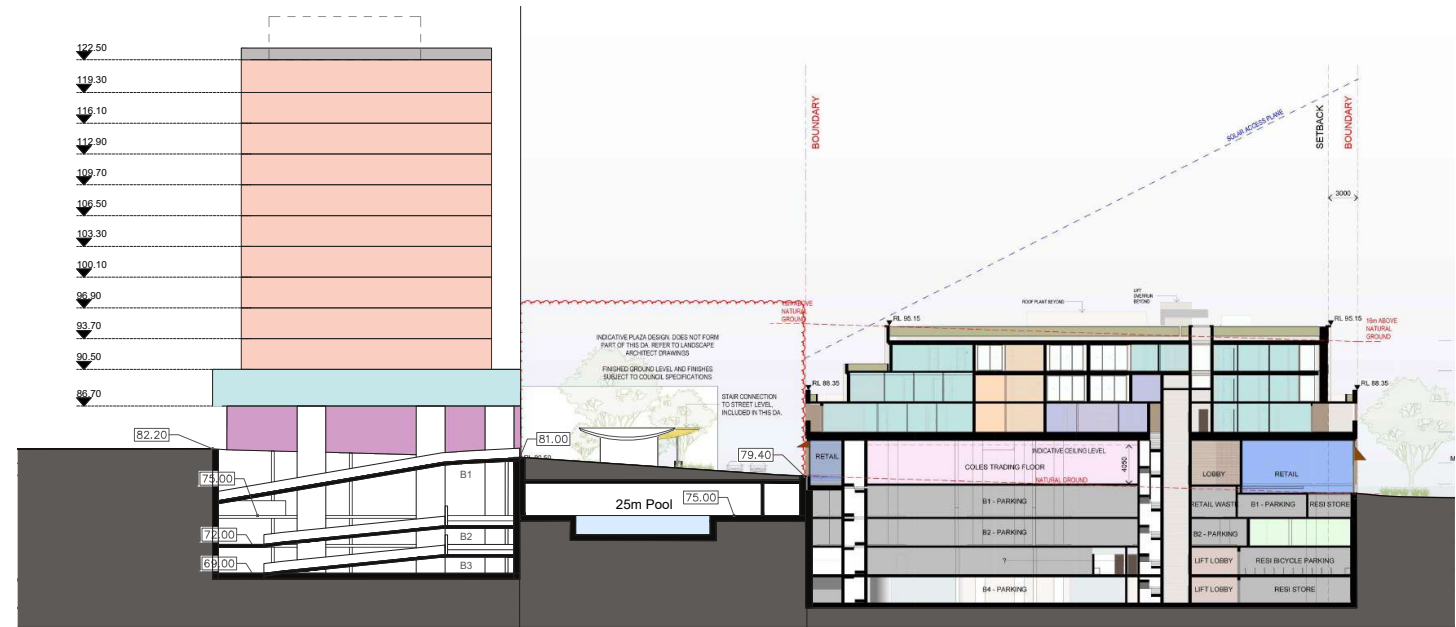 122.50
119.30
116.10
112.90
109.70
106.50
103.30
100.10
96.90
93.70
90.50
86.70
82.20
75.00
72.00
69.00
B1
B2
B3
81.00
25m Pool
75.00
79.40
INDICATIVE PLAZA DESIGN. DOES NOT FORM
PART OF THIS DA. REFER TO LANDSCAPE
ARCHITECT DRAWINGS
FINISHED GROUND LEVEL AND FINISHES
SUBJECT TO COUNCIL SPECIFICATIONS
STAIR CONNECTION
TO STREET LEVEL,
INCLUDED IN THIS DA.
BOUNDARY
ABOVE
NATURAL
GROUND
SOLAR ACCESS PLANE
SETBACK
BOUNDARY
3000
ROOF PLANT BEYOND
LIFT
OVERRUN
BEYOND
RL 95.15
RL 95.15
16m ABOVE
NATURAL
GROUND
RL 88.35
RL 88.35
RETAIL
INDICATIVE CEILING LEVEL
COLES TRADING FLOOR
4050
NATURAL GROUND
LOBBY
RETAIL
B1 - PARKING
RETAIL WASTE
B1 - PARKING
RESI STORE
B2 - PARKING
B2 - PARKING
?
LIFT LOBBY
RESI BICYCLE PARKING
B4 - PARKING
LIFT LOBBY
RESI STORE